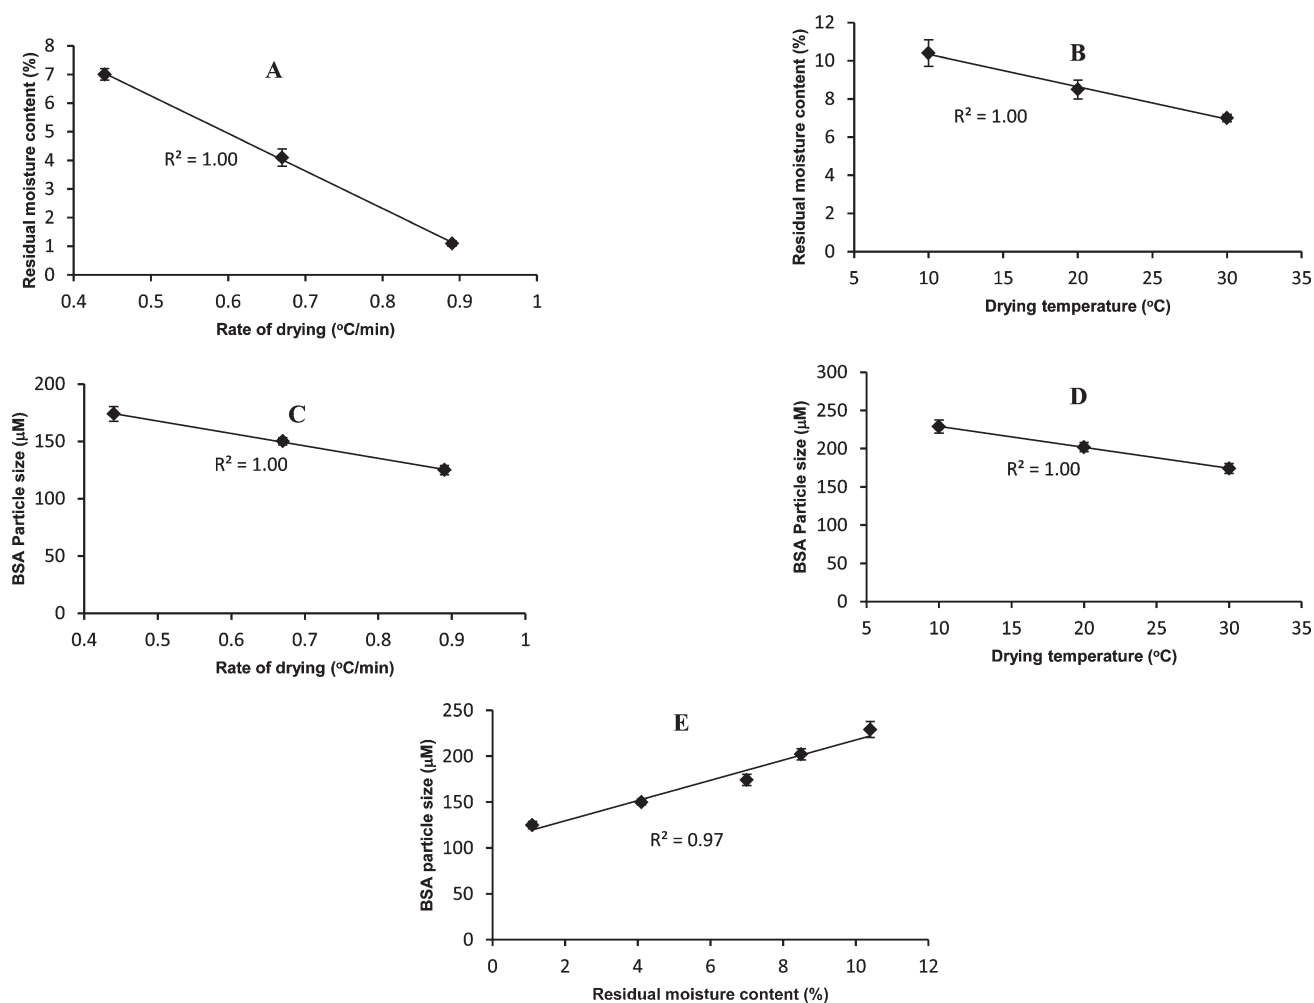 A
Residual moisture content (%)
8
7
6
5
4
3
2
1
0
R² = 1.00
0.4 0.5 0.6 0.7 0.8 0.9 1
Rate of drying (ºC/min)
B
Residual moisture content (%)
12
10
8
6
4
2
0
R² = 1.00
5 10 15 20 25 30 35
Drying temperature (ºC)
C
BSA Particle size (µM)
200
150
100
50
0
R² = 1.00
0.4 0.5 0.6 0.7 0.8 0.9 1
Rate of drying (ºC/min)
D
BSA Particle size (µM)
300
250
200
150
100
50
0
R² = 1.00
5 10 15 20 25 30 35
Drying temperature (ºC)
E
BSA particle size (µM)
250
200
150
100
50
0
R² = 0.97
0 2 4 6 8 10 12
Residual moisture content (%)